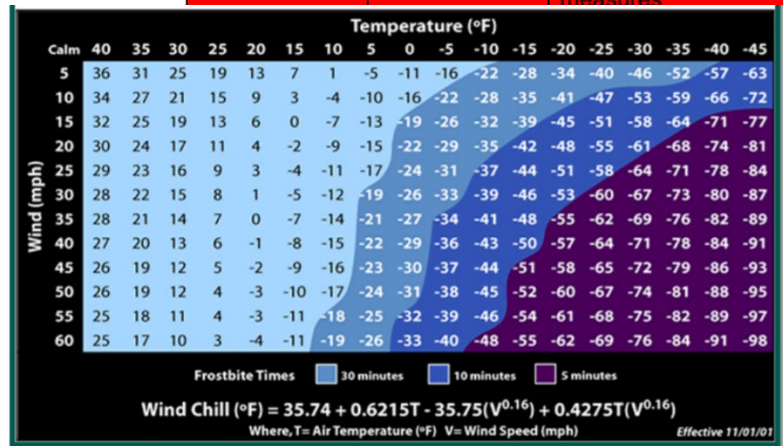 measures
Temperature (ºF)
Calm 40 35 30 25 20 15 10 5 0 -5 -10 -15 -20 -25 -30 -35 -40 -45
5 36 31 25 19 13 7 1 -5 -11 -16 -22 -28 -34 -40 -46 -52 -57 -63
10 34 27 21 15 9 3 -4 -10 -16 -22 -28 -35 -41 -47 -53 -59 -66 -72
15 32 25 19 13 6 0 -7 -13 -19 -26 -32 -39 -45 -51 -58 -64 -71 -77
20 30 24 17 11 4 -2 -9 -15 -22 -29 -35 -42 -48 -55 -61 -68 -74 -81
25 29 23 16 9 3 -4 -11 -17 -24 -31 -37 -44 -51 -58 -64 -71 -78 -84
30 28 22 15 8 1 -5 -12 -19 -26 -33 -39 -46 -53 -60 -67 -73 -80 -87
35 28 21 14 7 0 -7 -14 -21 -27 -34 -41 -48 -55 -62 -69 -76 -82 -89
40 27 20 13 6 -1 -8 -15 -22 -29 -36 -43 -50 -57 -64 -71 -78 -84 -91
45 26 19 12 5 -2 -9 -16 -23 -30 -37 -44 -51 -58 -65 -72 -79 -86 -93
50 26 19 12 4 -3 -10 -17 -24 -31 -38 -45 -52 -60 -67 -74 -81 -88 -95
55 25 18 11 4 -3 -11 -18 -25 -32 -39 -46 -54 -61 -68 -75 -82 -89 -97
60 25 17 10 3 -4 -11 -19 -26 -33 -40 -48 -55 -62 -69 -76 -84 -91 -98
Wind (mph)
Frostbite Times 30 minutes 10 minutes 5 minutes
Wind Chill (ºF) = 35.74 + 0.6215T - 35.75(V^0.16) + 0.4275T(V^0.16)
Where, T= Air Temperature (ºF) V= Wind Speed (mph) Effective 11/01/01